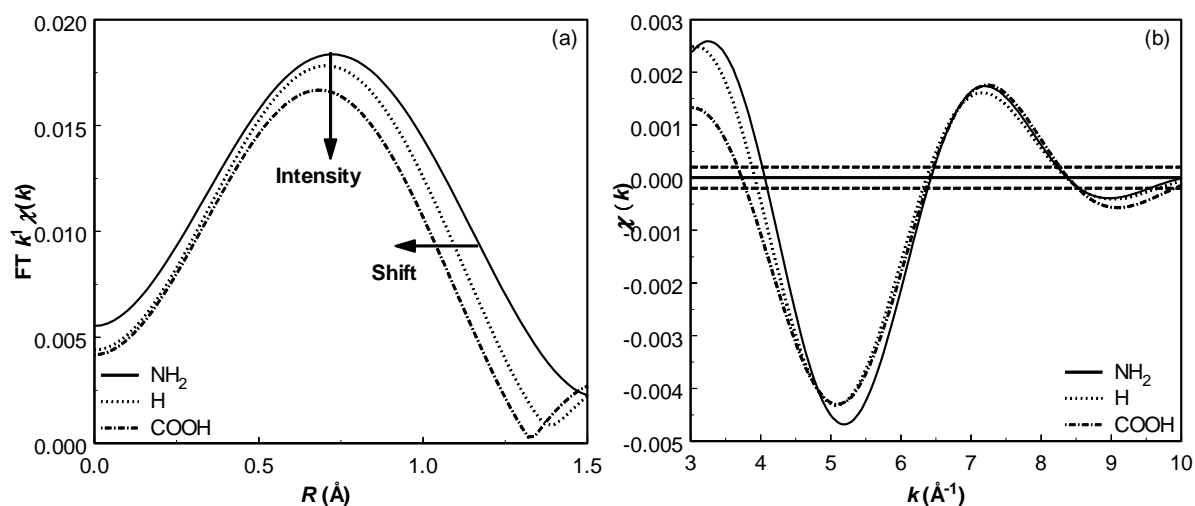 (a)
0.020
0.015
0.010
0.005
0.000
FT k¹ χ(k)
Intensity
Shift
NH₂
H
COOH
0.0 0.5 1.0 1.5
R (Å)
(b)
0.003
0.002
0.001
0.000
-0.001
-0.002
-0.003
-0.004
-0.005
χ (k)
NH₂
H
COOH
3 4 5 6 7 8 9 10
k (Å⁻¹)